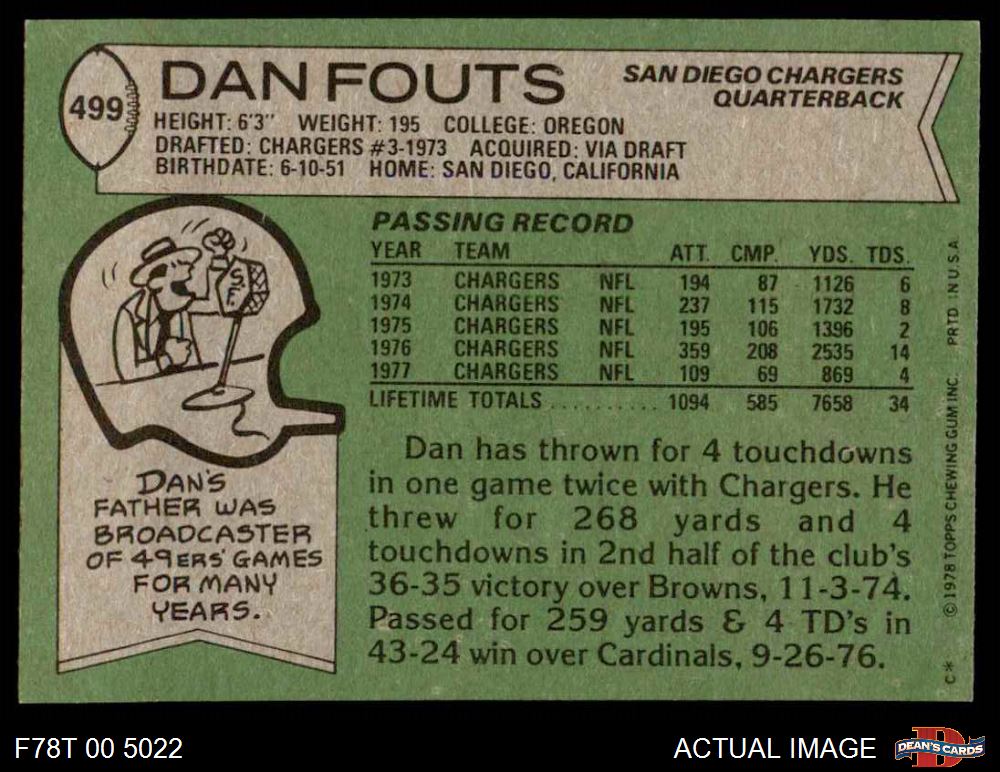 499
DAN FOUTS
SAN DIEGO CHARGERS
QUARTERBACK
HEIGHT: 6'3" WEIGHT: 195 COLLEGE: OREGON
DRAFTED: CHARGERS #3-1973 ACQUIRED: VIA DRAFT
BIRTHDATE: 6-10-51 HOME: SAN DIEGO, CALIFORNIA
S.F.
DAN'S
FATHER WAS
BROADCASTER
OF 49ERS' GAMES
FOR MANY
YEARS.
PASSING RECORD
YEAR TEAM ATT. CMP. YDS. TDS.
1973 CHARGERS NFL 194 87 1126 6
1974 CHARGERS NFL 237 115 1732 8
1975 CHARGERS NFL 195 106 1396 2
1976 CHARGERS NFL 359 208 2535 14
1977 CHARGERS NFL 109 69 869 4
LIFETIME TOTALS .......... 1094 585 7658 34
Dan has thrown for 4 touchdowns
in one game twice with Chargers. He
threw for 268 yards and 4
touchdowns in 2nd half of the club's
36-35 victory over Browns, 11-3-74.
Passed for 259 yards & 4 TD's in
43-24 win over Cardinals, 9-26-76.
C* © 1978 TOPPS CHEWING GUM INC. PRTD. IN U.S.A.
F78T 00 5022
ACTUAL IMAGE
D
DEAN'S CARDS